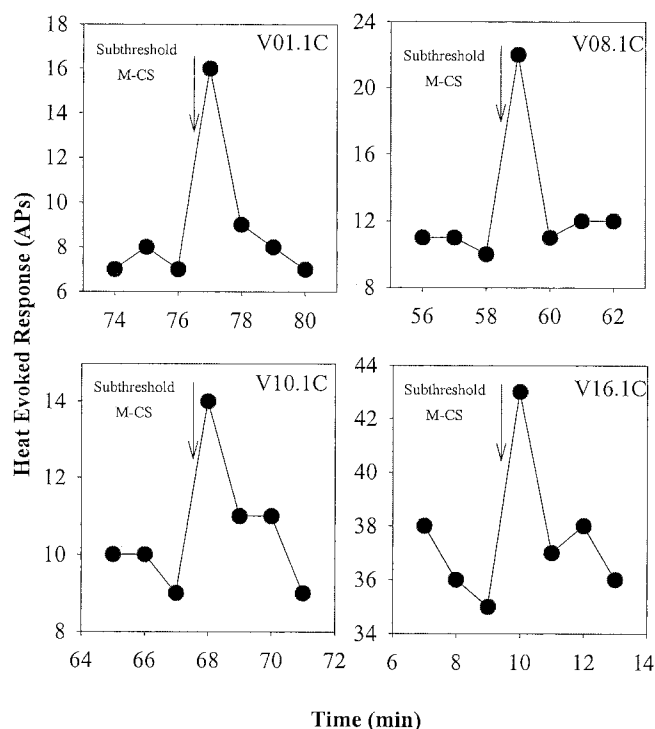 Heat Evoked Response (APs)
V01.1C
Subthreshold
M-CS
18
16
14
12
10
8
6
74 76 78 80
V08.1C
Subthreshold
M-CS
24
20
16
12
8
56 58 60 62
V10.1C
Subthreshold
M-CS
14
12
10
8
64 66 68 70 72
V16.1C
Subthreshold
M-CS
44
42
40
38
36
34
6 8 10 12 14
Time (min)